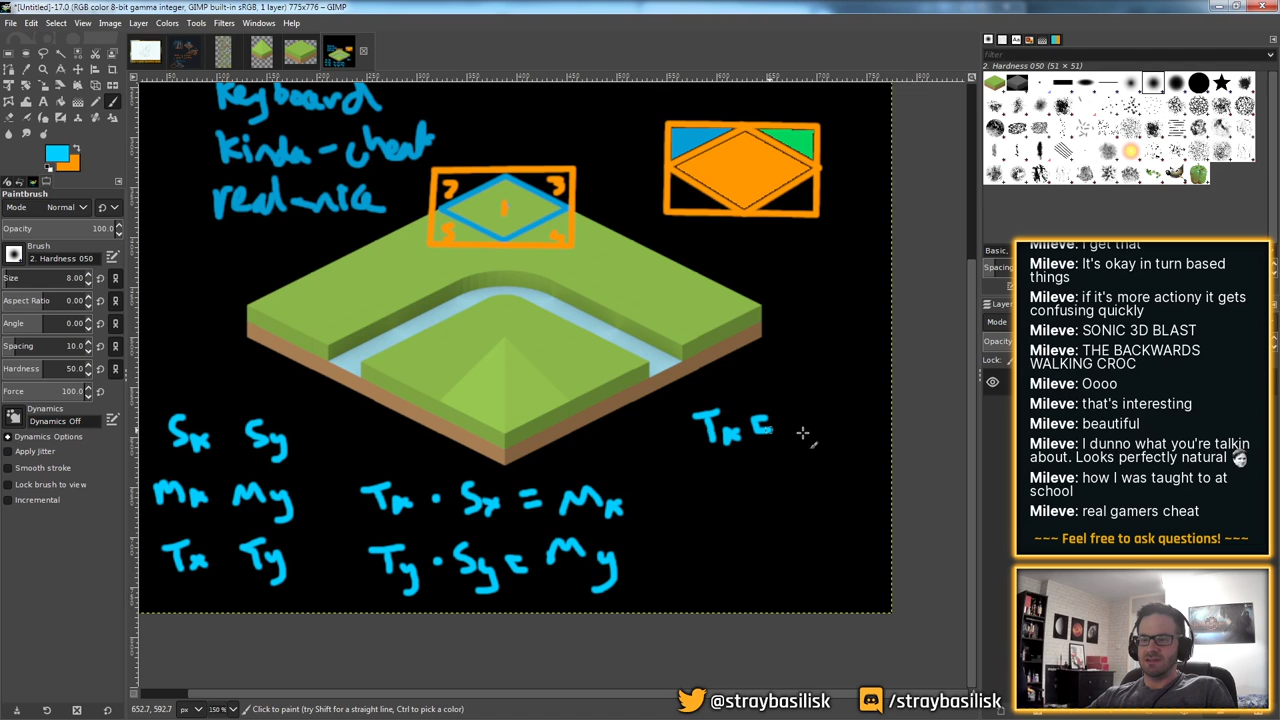 *[Untitled]-17.0 (RGB color 8-bit gamma integer, GIMP built-in sRGB, 1 layer) 775x776 – GIMP
File Edit Select View Image Layer Colors Tools Filters Windows Help
filter
2. Hardness 050 (51 × 51)
Paintbrush
Mode Normal
Opacity 100.0
Brush
2. Hardness 050
Size 8.00
Aspect Ratio 0.00
Angle 0.00
Spacing 10.0
Hardness 50.0
Force 100.0
Dynamics
Dynamics Off
Dynamics Options
Apply Jitter
Smooth stroke
Lock brush to view
Incremental
keyboard
kinda - cheat
real - nice
1
Tx =
Sx Sy
Mx My
Tx Ty
Tx · Sx = Mx
Ty · Sy = My
Basic,
Spacing
Layer
Mode
Opacity
Lock:
Mileve: I get that
Mileve: It's okay in turn based
things
Mileve: if it's more actiony it gets
confusing quickly
Mileve: SONIC 3D BLAST
Mileve: THE BACKWARDS
WALKING CROC
Mileve: Oooo
Mileve: that's interesting
Mileve: beautiful
Mileve: I dunno what you're talkin
about. Looks perfectly natural
Mileve: how I was taught to at
school
Mileve: real gamers cheat
~~~ Feel free to ask questions! ~~~
@straybasilisk
/straybasilisk
652.7, 592.7 px 150 % Click to paint (try Shift for a straight line, Ctrl to pick a color)